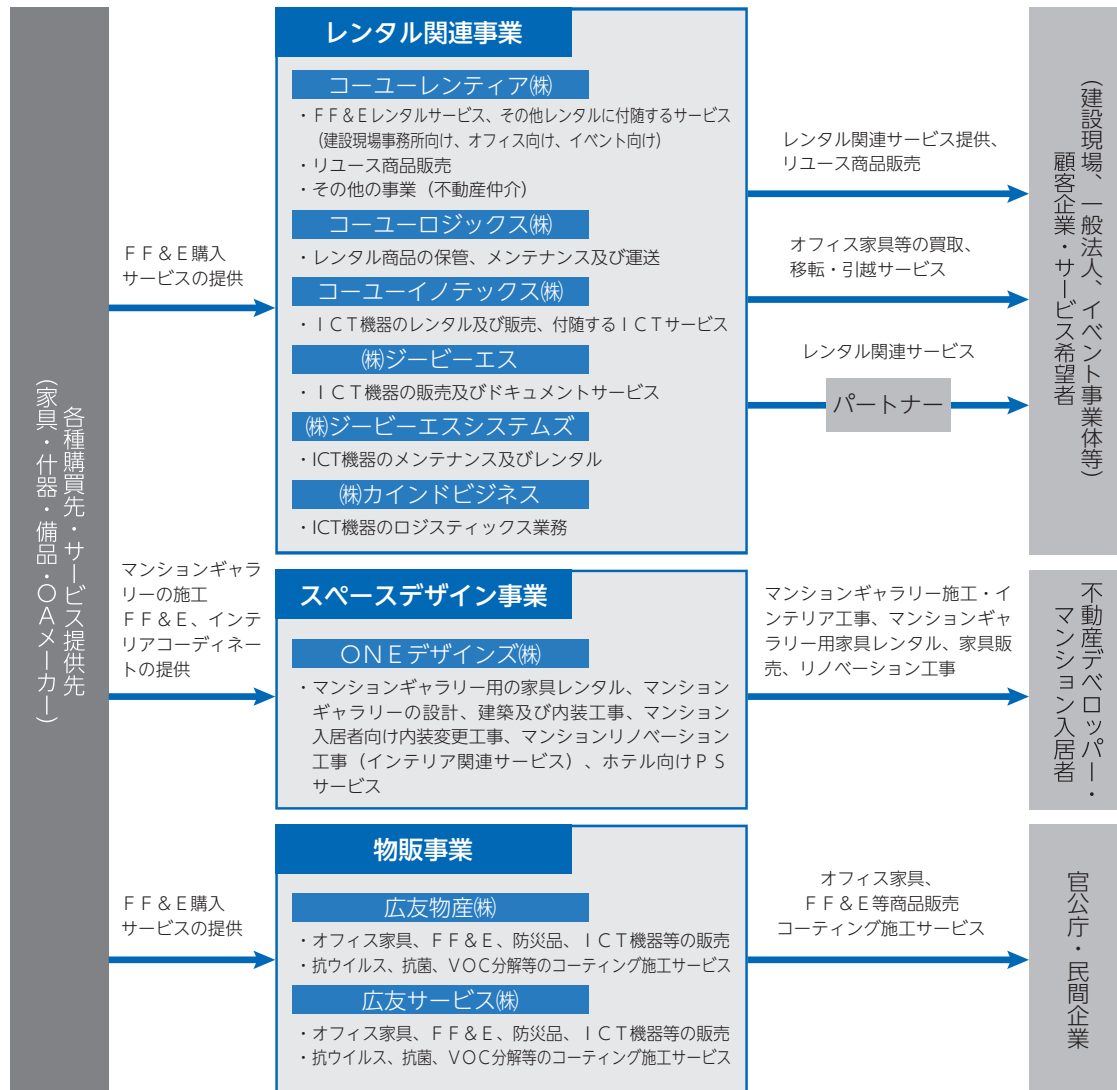 各種購買先・サービス提供先
(家具・什器・備品・OAメーカー)
FF&E購入
サービスの提供
レンタル関連事業
コーユーレンティア㈱
・FF&Eレンタルサービス、その他レンタルに付随するサービス
(建設現場事務所向け、オフィス向け、イベント向け)
・リユース商品販売
・その他の事業(不動産仲介)
コーユーロジックス㈱
・レンタル商品の保管、メンテナンス及び運送
コーユーイノテックス㈱
・ICT機器のレンタル及び販売、付随するICTサービス
㈱ジービーエス
・ICT機器の販売及びドキュメントサービス
㈱ジービーエスシステムズ
・ICT機器のメンテナンス及びレンタル
㈱カインドビジネス
・ICT機器のロジスティックス業務
レンタル関連サービス提供、
リユース商品販売
オフィス家具等の買取、
移転・引越サービス
レンタル関連サービス
パートナー
(建設現場、一般法人、イベント事業体等)
顧客企業・サービス希望者
マンションギャラ
リーの施工
FF&E、インテ
リアコーディネー
トの提供
スペースデザイン事業
ONEデザインズ㈱
・マンションギャラリー用の家具レンタル、マンション
ギャラリーの設計、建築及び内装工事、マンション
入居者向け内装変更工事、マンションリノベーション
工事(インテリア関連サービス)、ホテル向けPS
サービス
マンションギャラリー施工・イ
ンテリア工事、マンションギャ
ラリー用家具レンタル、家具販
売、リノベーション工事
不動産デベロッパー・
マンション入居者
FF&E購入
サービスの提供
物販事業
広友物産㈱
・オフィス家具、FF&E、防災品、ICT機器等の販売
・抗ウイルス、抗菌、VOC分解等のコーティング施工サービス
広友サービス㈱
・オフィス家具、FF&E、防災品、ICT機器等の販売
・抗ウイルス、抗菌、VOC分解等のコーティング施工サービス
オフィス家具、
FF&E等商品販売
コーティング施工サービス
官公庁・民間企業